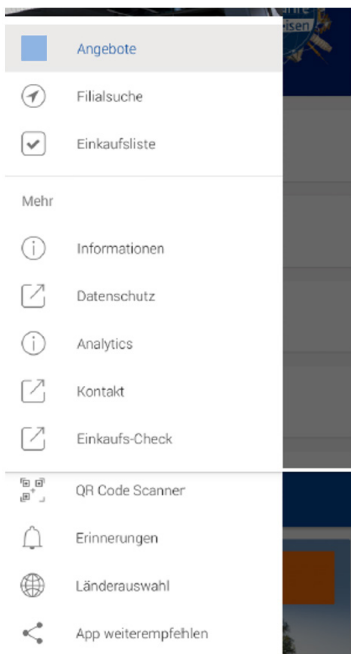 Angebote
Filialsuche
Einkaufsliste
Mehr
Informationen
Datenschutz
Analytics
Kontakt
Einkaufs-Check
QR Code Scanner
Erinnerungen
Länderauswahl
App weiterempfehlen